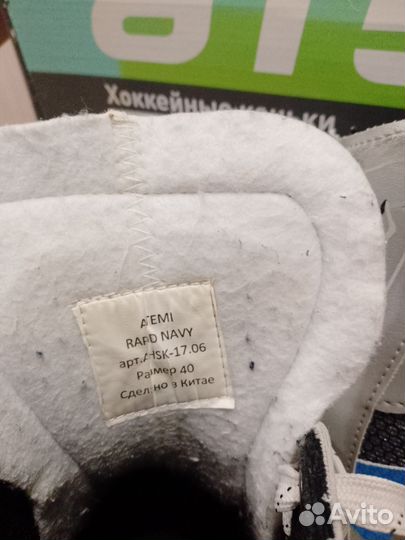 Хоккейные коньки
ATEMI
RAPID NAVY
арт.AHSK-17.06
Размер 40
Сделано в Китае
Avito